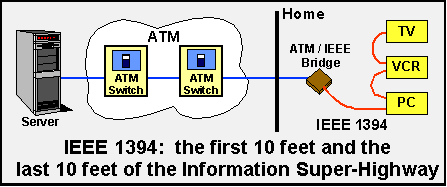 Home
ATM
TV
ATM / IEEE
Bridge
VCR
ATM
Switch
ATM
Switch
PC
Server
IEEE 1394
IEEE 1394: the first 10 feet and the
last 10 feet of the Information Super-Highway